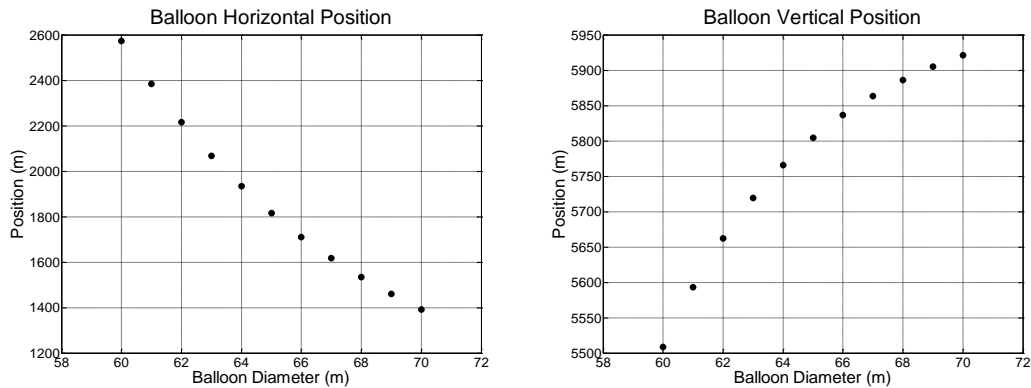 Balloon Horizontal Position
2600
2400
2200
2000
1800
1600
1400
1200
Position (m)
58 60 62 64 66 68 70 72
Balloon Diameter (m)
Balloon Vertical Position
5950
5900
5850
5800
5750
5700
5650
5600
5550
5500
Position (m)
58 60 62 64 66 68 70 72
Balloon Diameter (m)